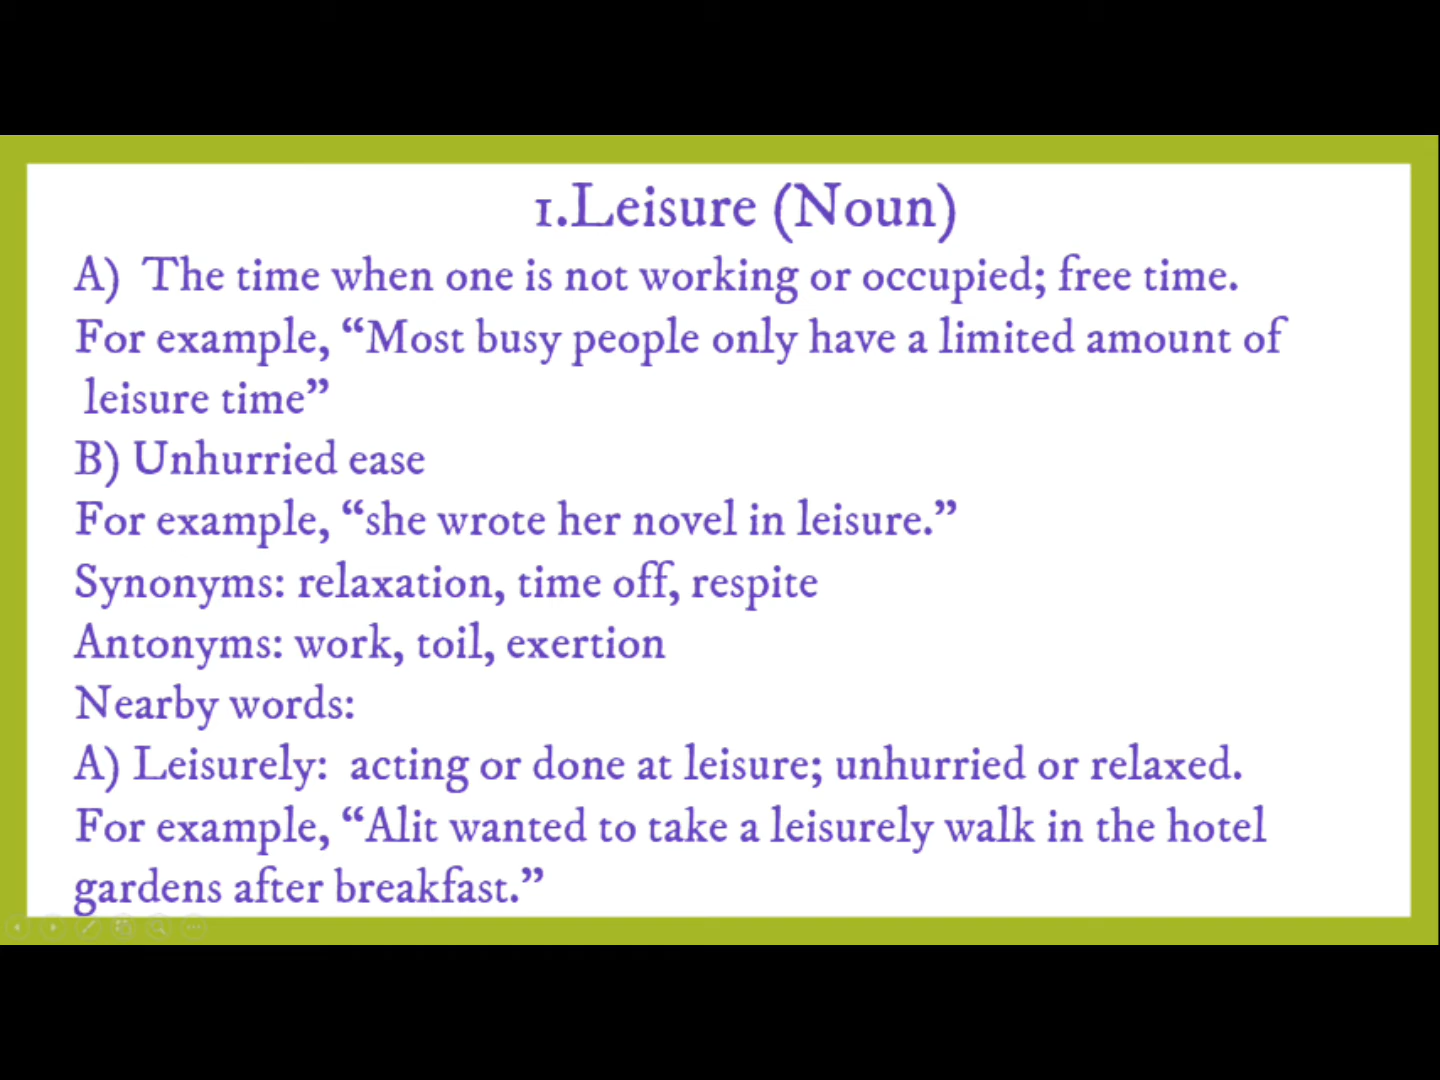 1.Leisure (Noun)
A) The time when one is not working or occupied; free time.
For example, “Most busy people only have a limited amount of
leisure time”
B) Unhurried ease
For example, “she wrote her novel in leisure.”
Synonyms: relaxation, time off, respite
Antonyms: work, toil, exertion
Nearby words:
A) Leisurely: acting or done at leisure; unhurried or relaxed.
For example, “Alit wanted to take a leisurely walk in the hotel
gardens after breakfast.”